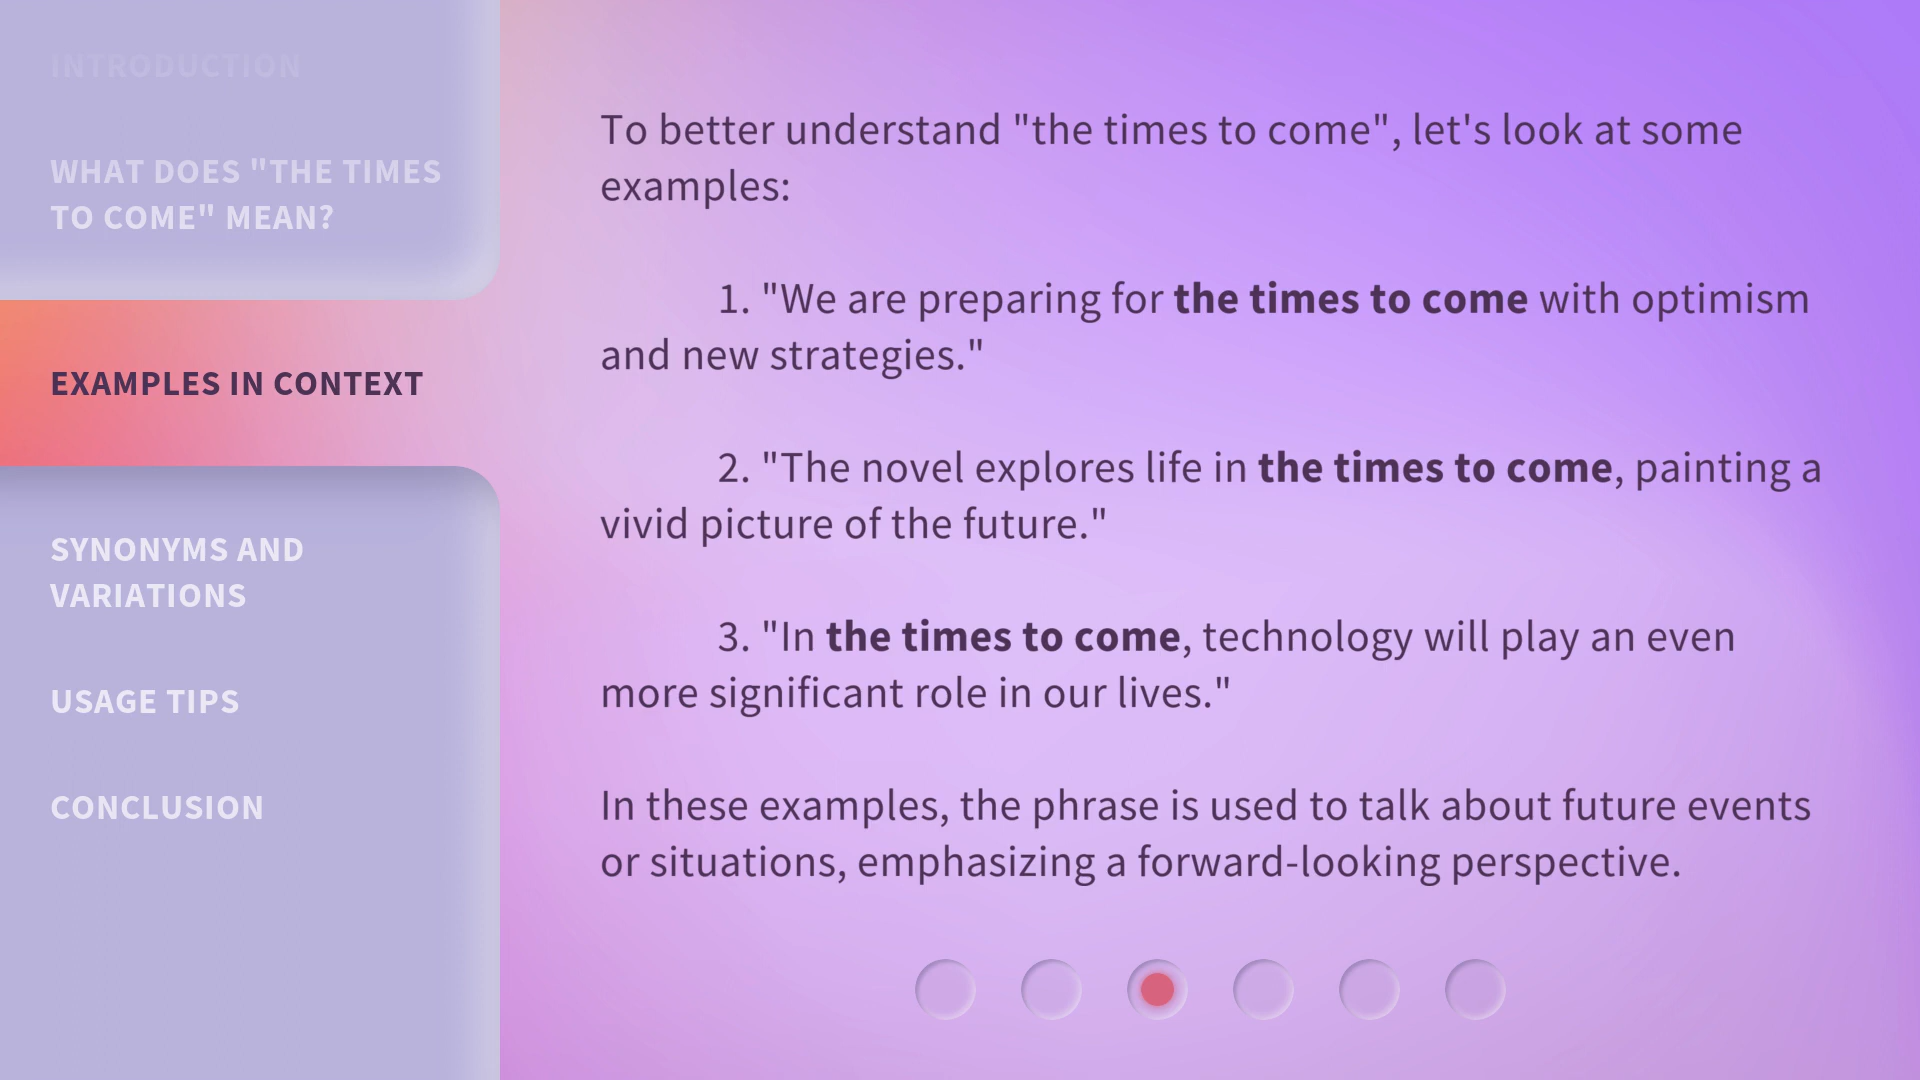 INTRODUCTION
WHAT DOES "THE TIMES
TO COME" MEAN?
EXAMPLES IN CONTEXT
SYNONYMS AND
VARIATIONS
USAGE TIPS
CONCLUSION
To better understand "the times to come", let's look at some
examples:
1. "We are preparing for the times to come with optimism
and new strategies."
2. "The novel explores life in the times to come, painting a
vivid picture of the future."
3. "In the times to come, technology will play an even
more significant role in our lives."
In these examples, the phrase is used to talk about future events
or situations, emphasizing a forward-looking perspective.